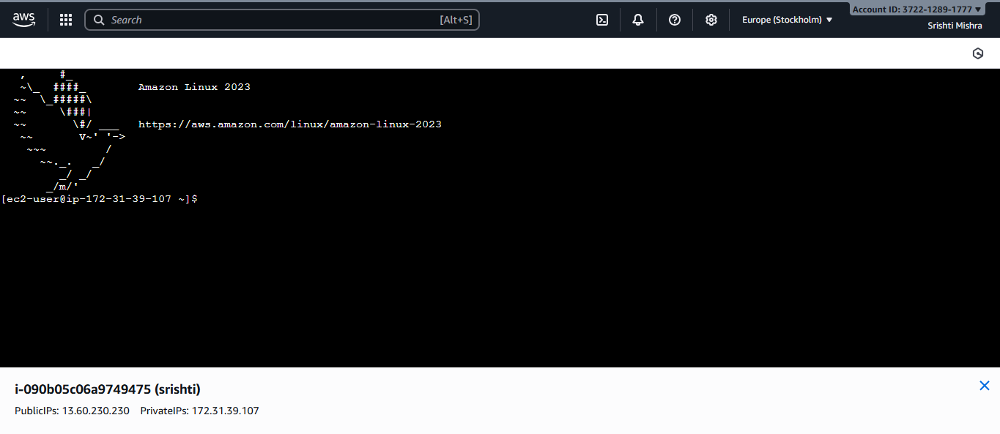 aws
Search [Alt+S]
Europe (Stockholm)
Account ID: 3722-1289-1777
Srishti Mishra
   ,     #_
   ~\_  ####_        Amazon Linux 2023
  ~~  \_#####\
  ~~     \###|
  ~~       \#/ ___   https://aws.amazon.com/linux/amazon-linux-2023
   ~~       V~' '->
    ~~~         /
      ~~._.   _/
         _/ _/
       _/m/'
[ec2-user@ip-172-31-39-107 ~]$
i-090b05c06a9749475 (srishti)
PublicIPs: 13.60.230.230 PrivateIPs: 172.31.39.107